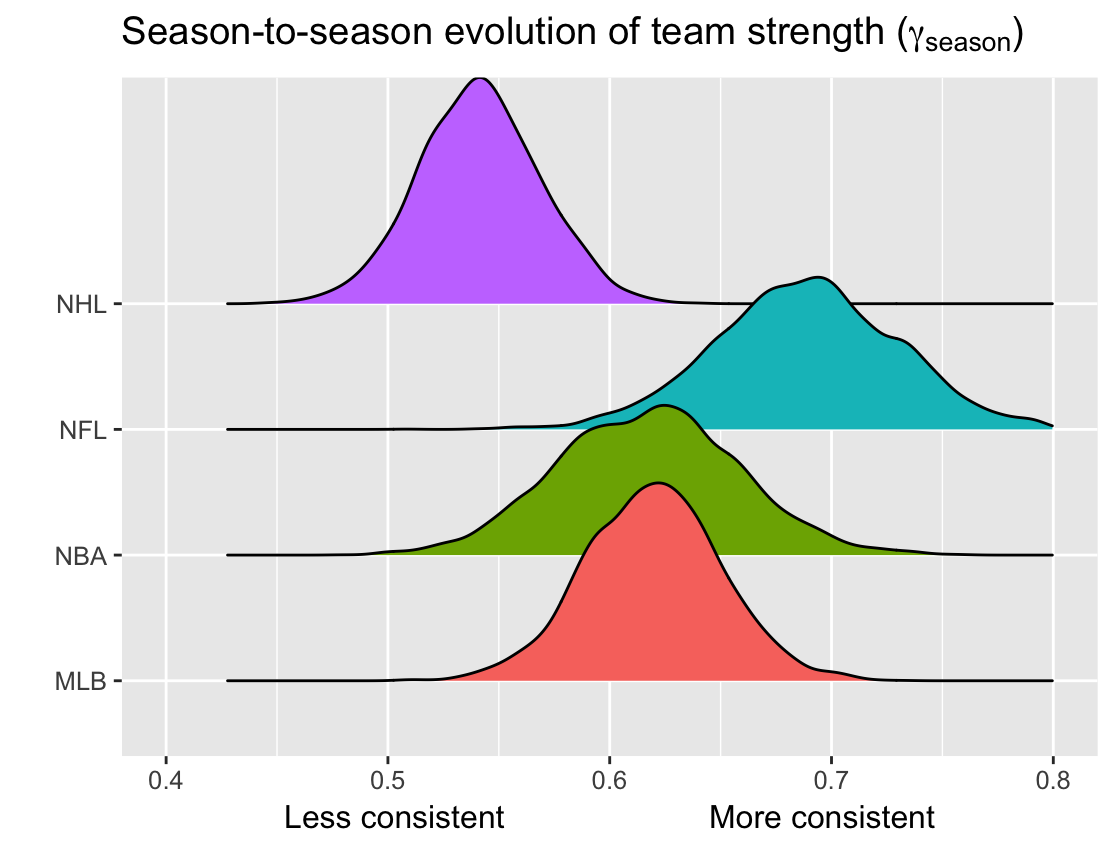 Season-to-season evolution of team strength (γseason)
NHL
NFL
NBA
MLB
0.4 0.5 0.6 0.7 0.8
Less consistent More consistent